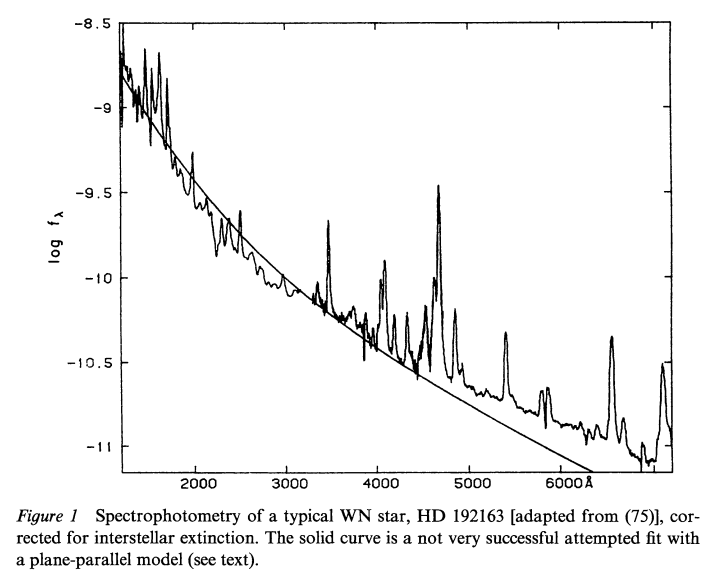 -8.5
-9
-9.5
-10
-10.5
-11
log fλ
2000 3000 4000 5000 6000Å
Figure 1 Spectrophotometry of a typical WN star, HD 192163 [adapted from (75)], cor-
rected for interstellar extinction. The solid curve is a not very successful attempted fit with
a plane-parallel model (see text).